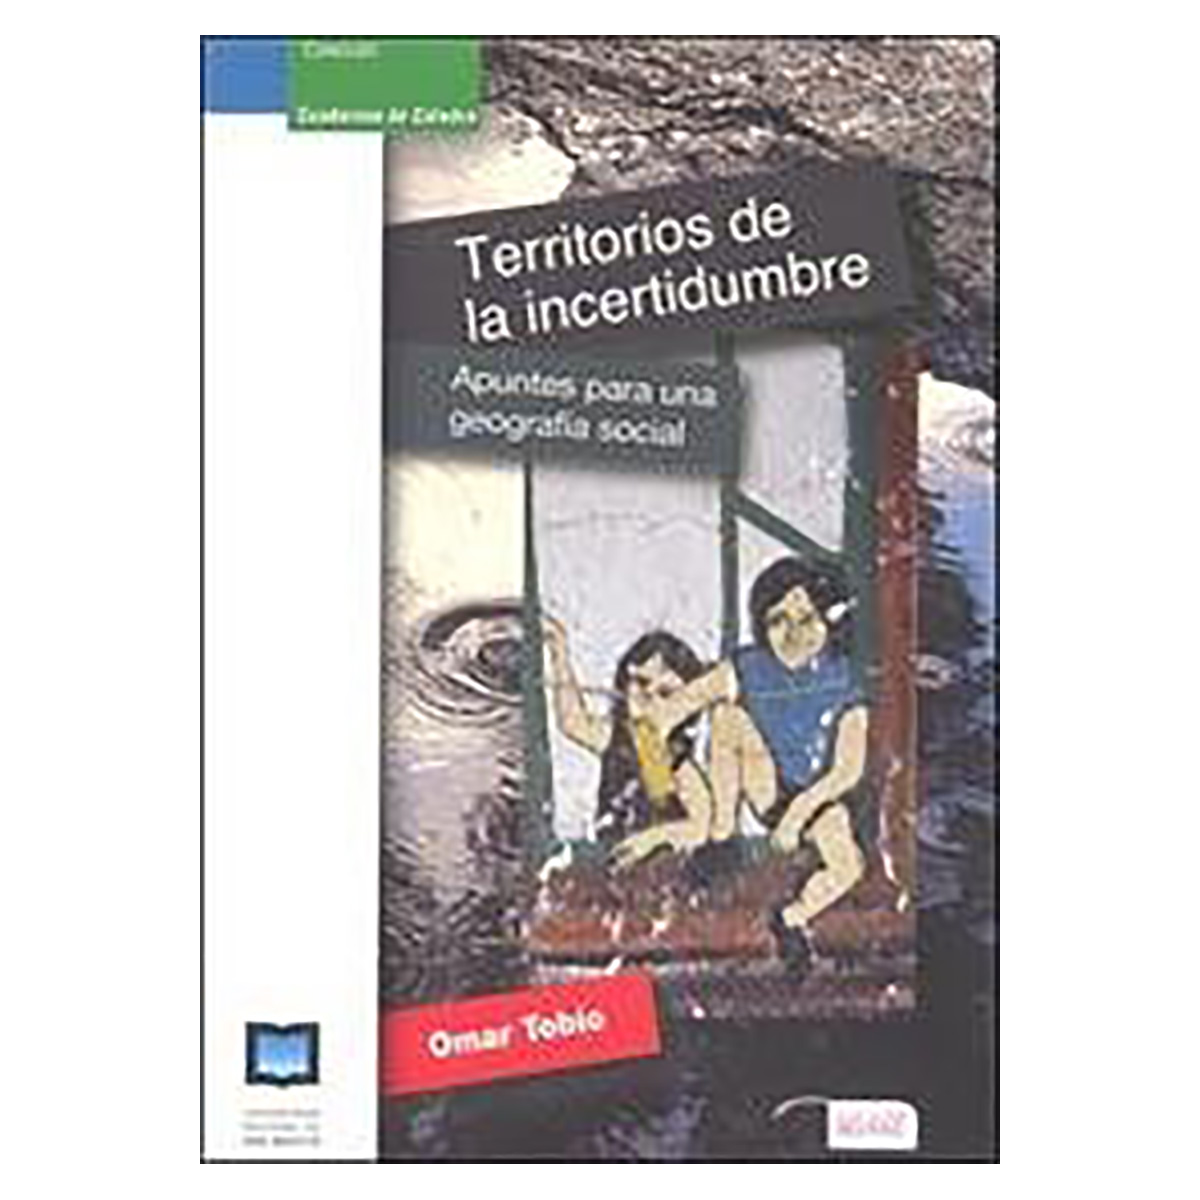 Cuadernos de Cátedra
Territorios de
la incertidumbre
Apuntes para una
geografía social
Omar Tobío